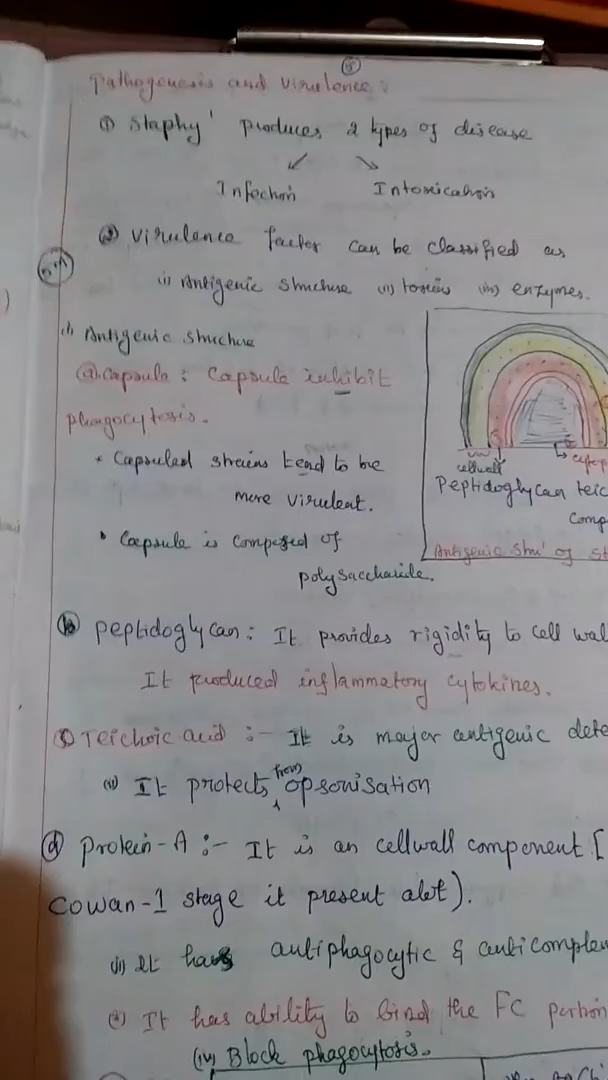 5
Pathogenesis and virulence:
(1) Staphy' produces 2 types of disease
Infection Intoxication
(2) Virulence factor can be classified as
(i) Antigenic structure (ii) toxins (iii) enzymes.
(i) Antigenic structure
(a) Capsule: Capsule inhibit
phagocytosis.
• Capsuled strains tend to be
more virulent.
• Capsule is composed of
polysaccharide.
cellwall
Peptidoglycan teic
Comp
Antigenic stru' of st
(b) peptidoglycan: It provides rigidity to cell wal
It produced inflammatory cytokines.
Teichoic acid :- It is major antigenic dete
It protects from opsonisation
(d) Protein-A :- It is an cellwall component [
Cowan-1 stage it present alot).
It has antiphagocytic & anticomplem
It has ability to bind the FC portion
(iv) Block phagocytosis.